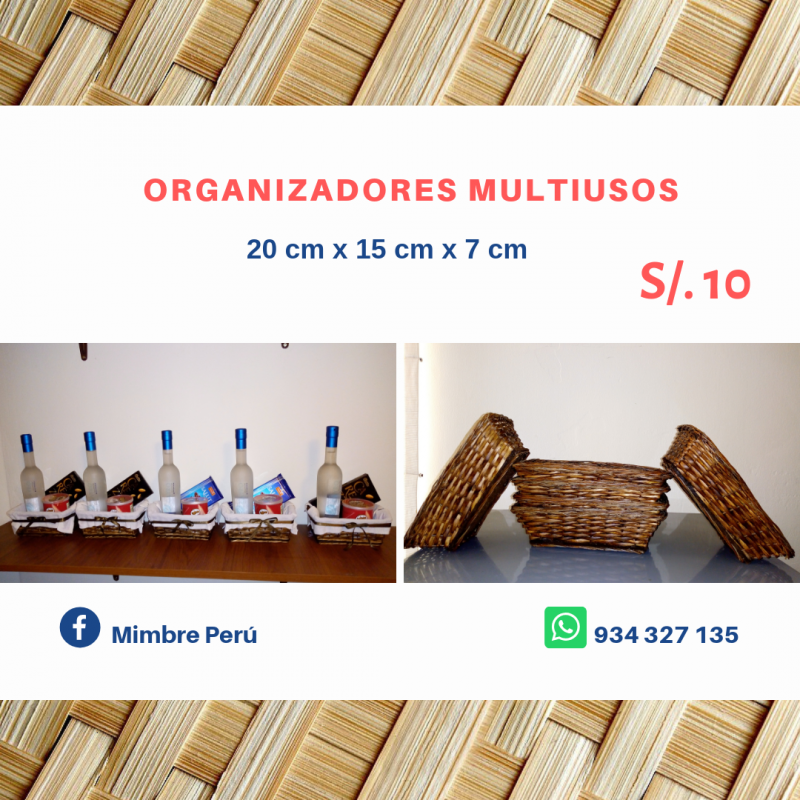 ORGANIZADORES MULTIUSOS
20 cm x 15 cm x 7 cm
S/. 10
Mimbre Perú
934 327 135